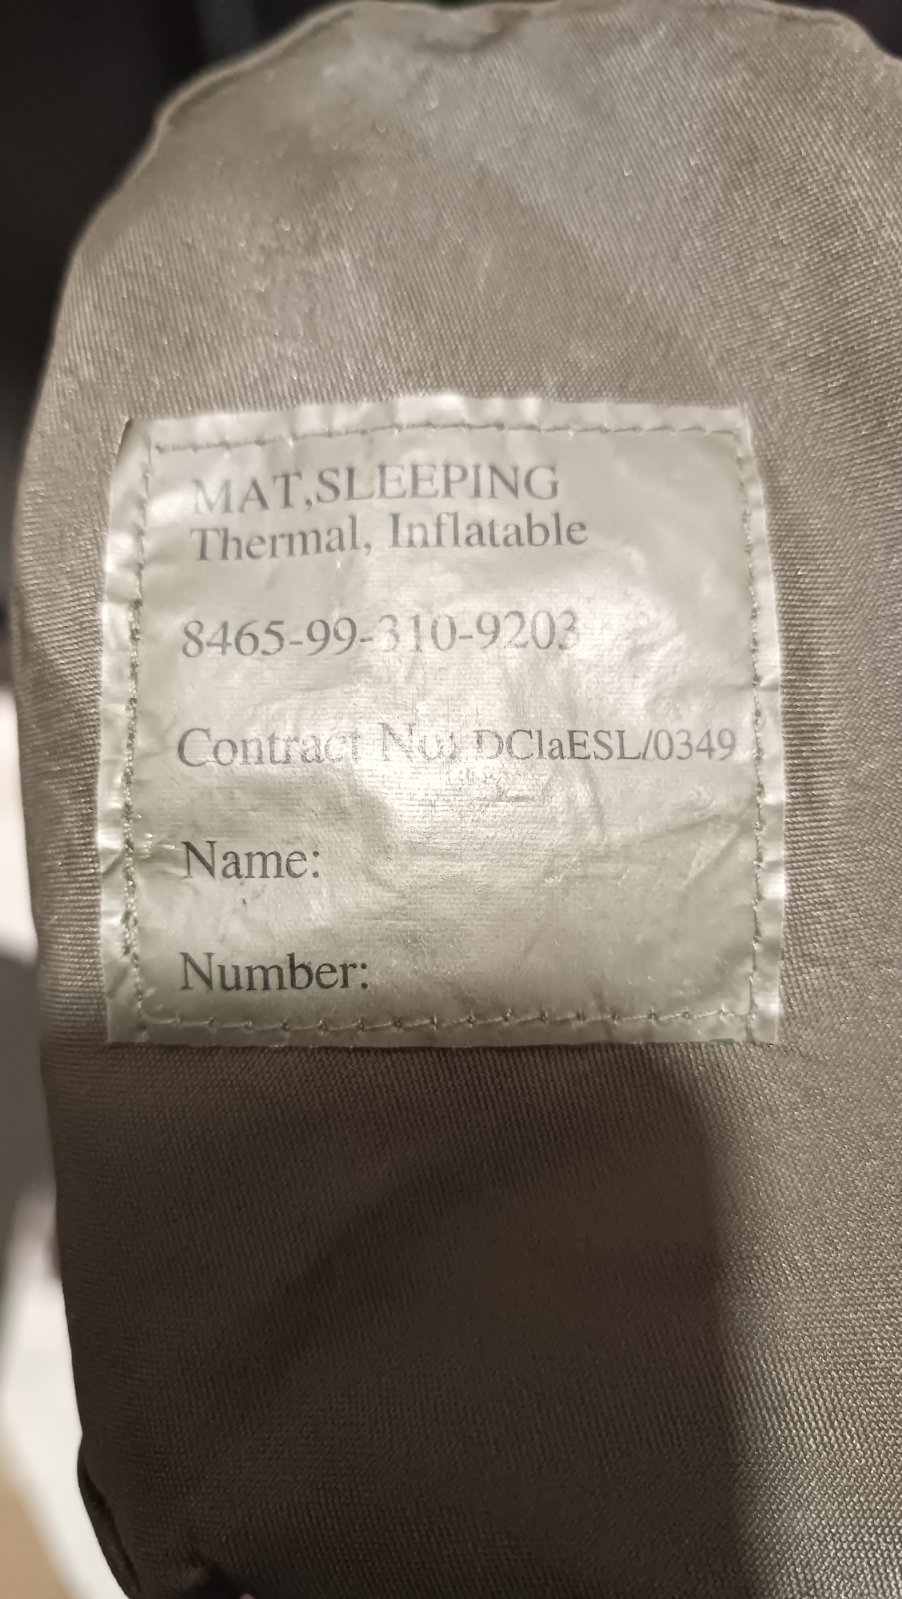 MAT,SLEEPING
Thermal, Inflatable
8465-99-310-9203
Contract No: DClaESL/0349
Name:
Number: